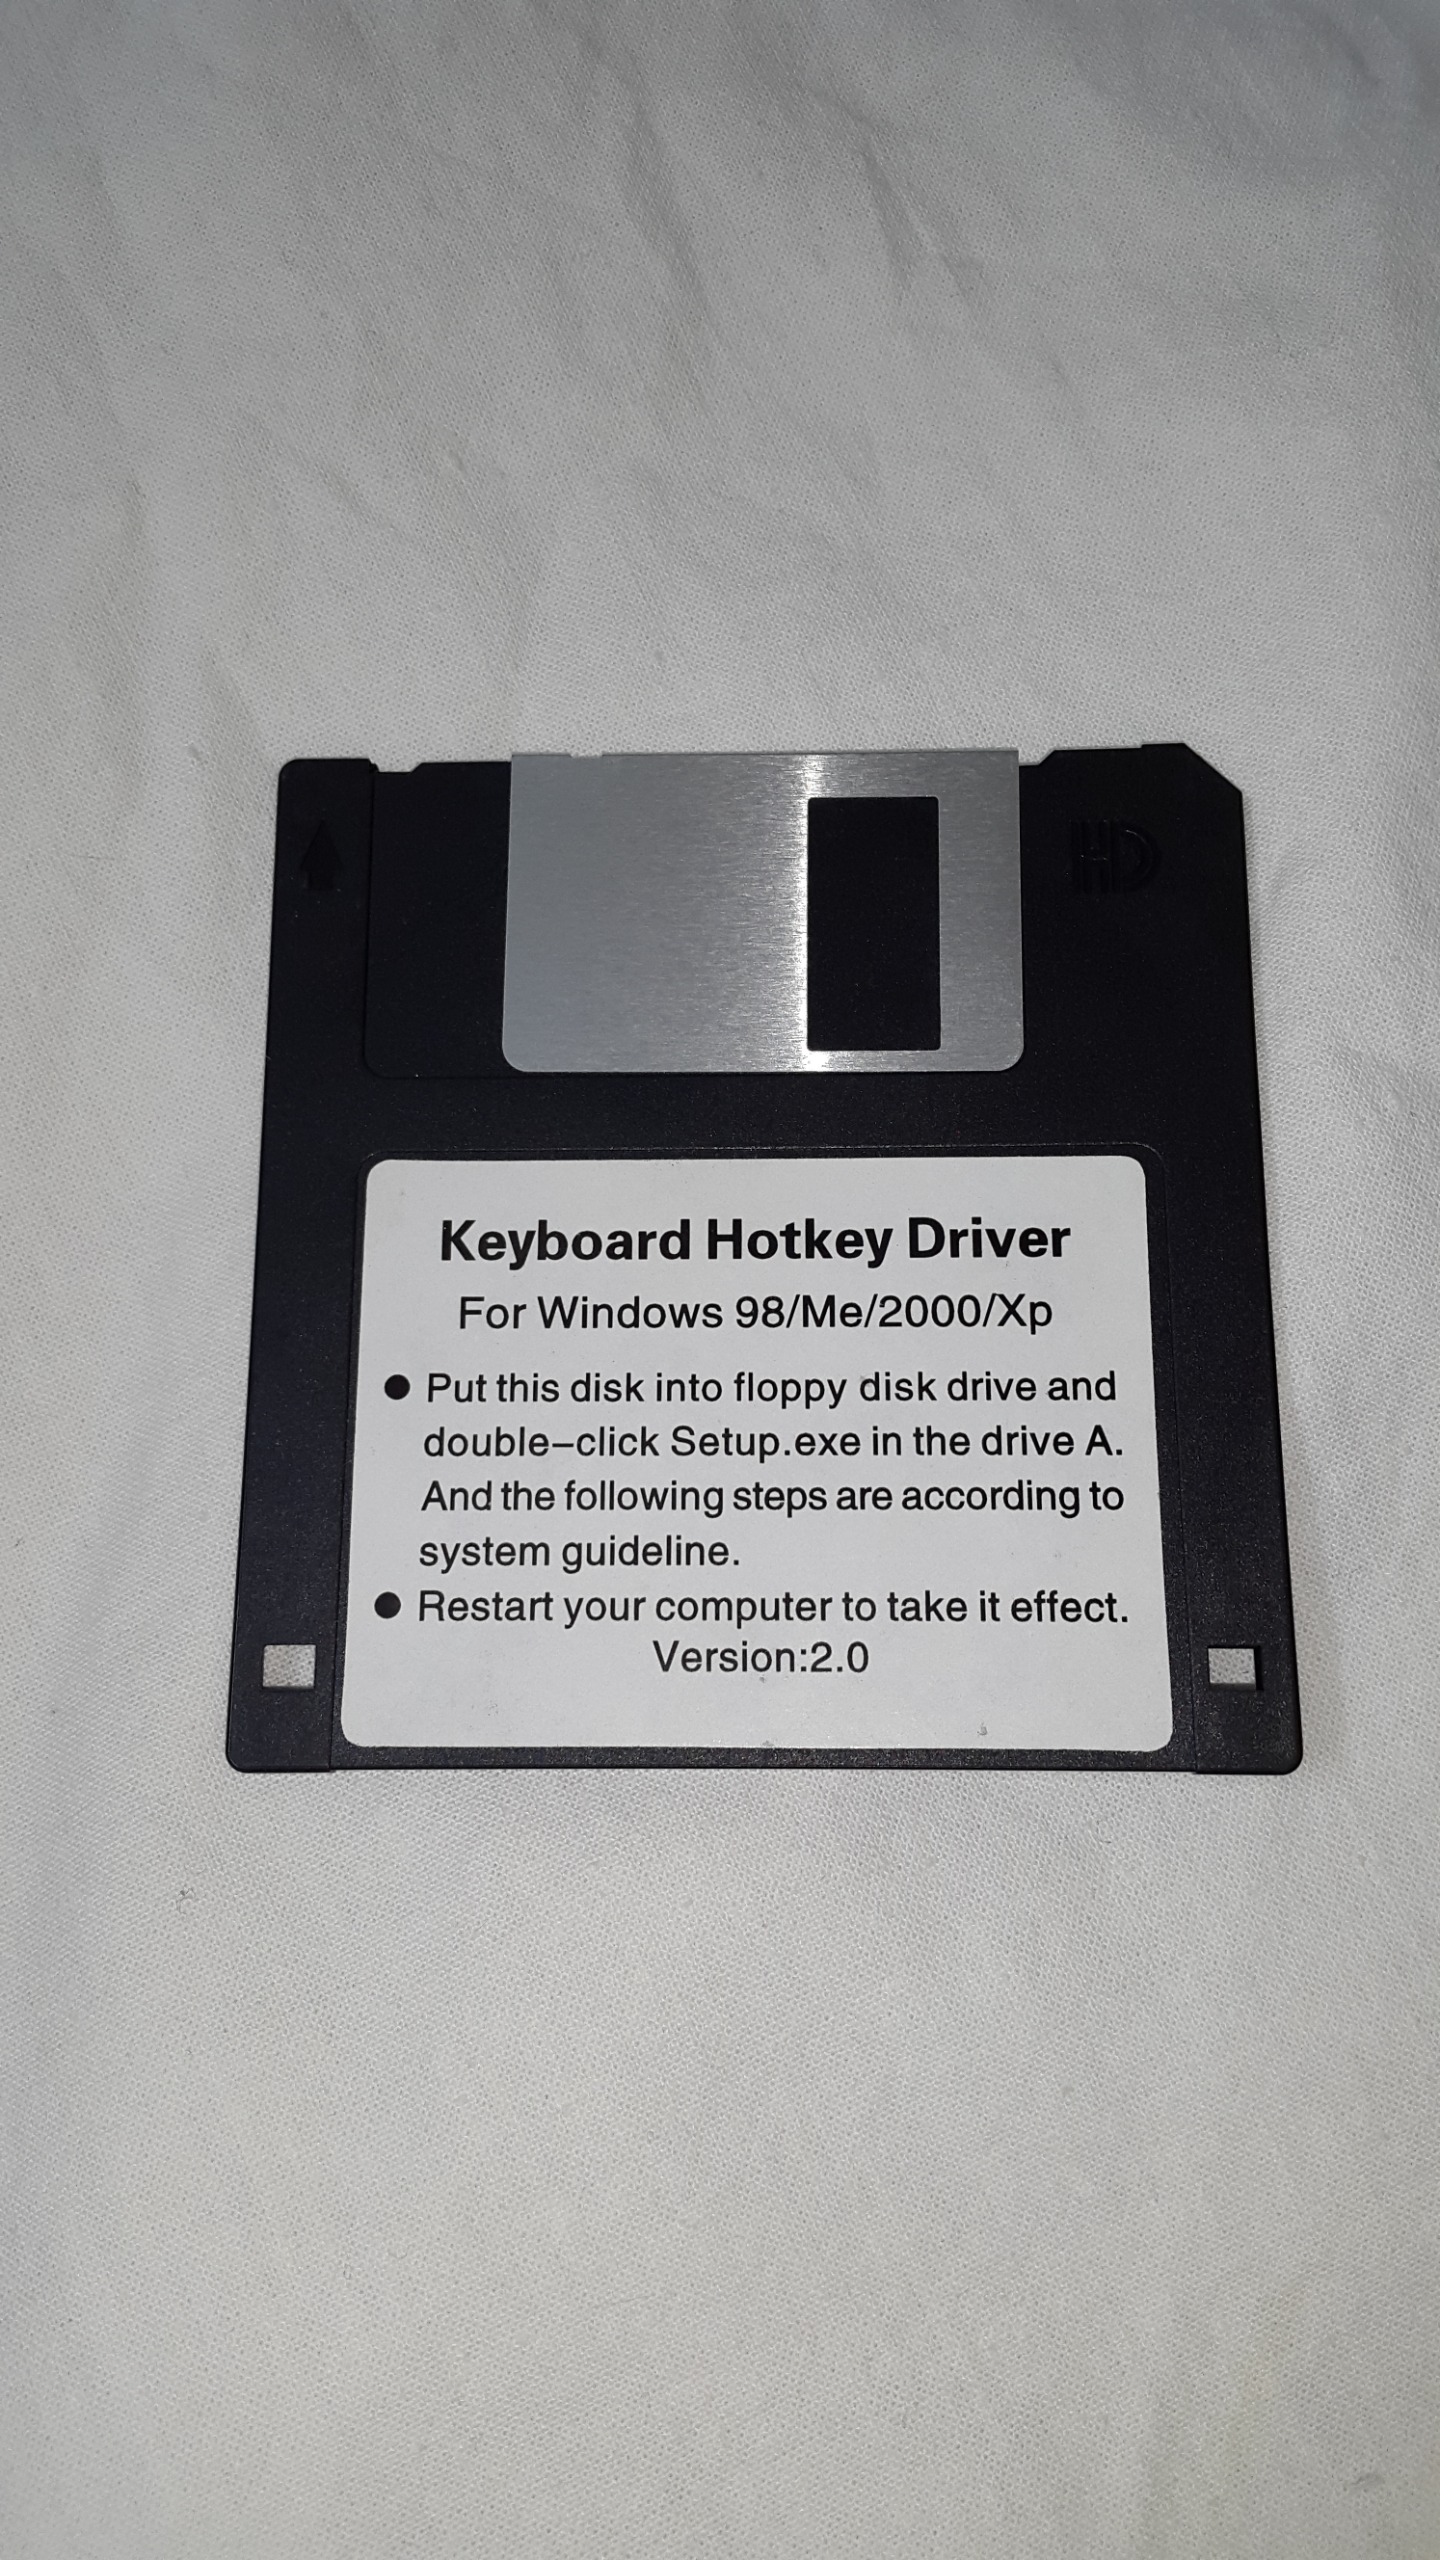 HD
Keyboard Hotkey Driver
For Windows 98/Me/2000/Xp
● Put this disk into floppy disk drive and
double–click Setup.exe in the drive A.
And the following steps are according to
system guideline.
● Restart your computer to take it effect.
Version:2.0